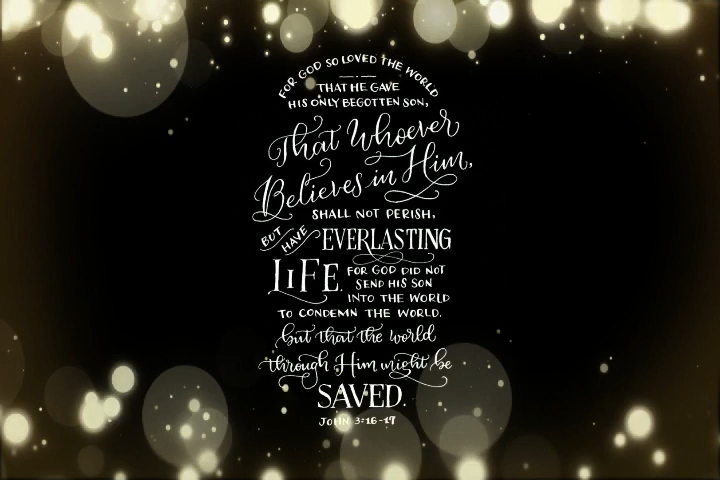 FOR GOD SO LOVED THE WORLD
THAT HE GAVE
HIS ONLY BEGOTTEN SON,
That Whoever
Believes in Him,
SHALL NOT PERISH,
BUT HAVE EVERLASTING
LIFE. FOR GOD DID NOT
SEND HIS SON
INTO THE WORLD
TO CONDEMN THE WORLD.
but that the world
through Him might be
SAVED.
JOHN 3:16-17